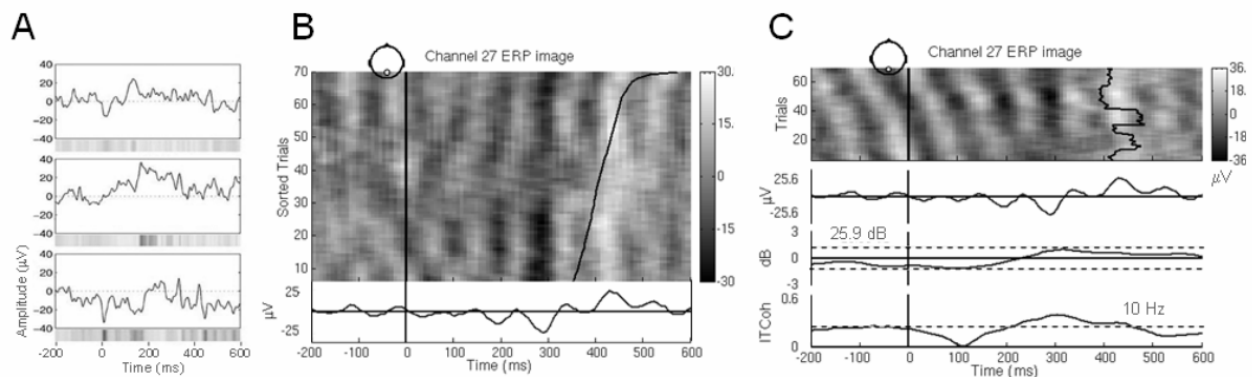 A
40
20
0
−20
−40
40
20
0
−20
−40
40
20
0
−20
−40
Amplitude (µV)
-200 0 200 400 600
Time (ms)
B
Channel 27 ERP image
70
60
50
40
30
20
10
Sorted Trials
30.
15
0
-15
-30
25
-25
µV
-200 -100 0 100 200 300 400 500 600
Time (ms)
C
Channel 27 ERP image
60
40
20
Trials
36.
18
0
-18
-36
µV
25.6
-25.6
µV
25.9 dB
3
0
-3
dB
0.6
0
ITCoh
10 Hz
-200 -100 0 100 200 300 400 500 600
Time (ms)